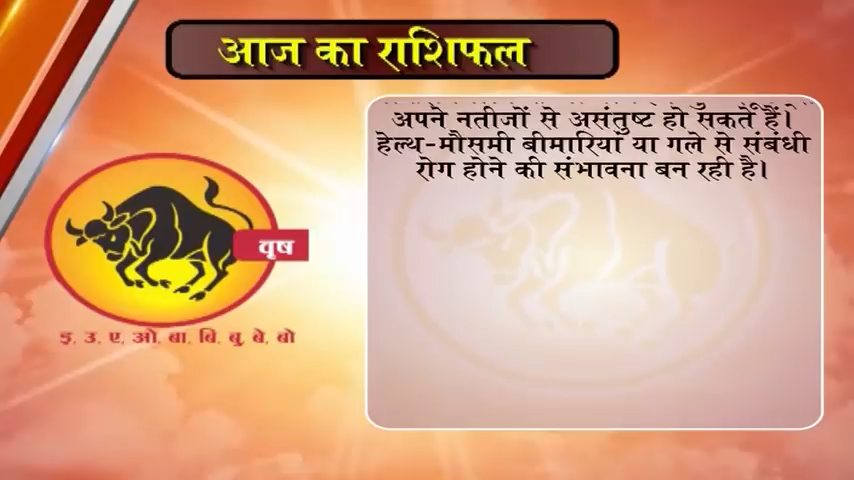 आज का राशिफल
अपने नतीजों से असंतुष्ट हो सकते हैं।
हेल्थ-मौसमी बीमारियां या गले से संबंधी
रोग होने की संभावना बन रही है।
वृष
इ, उ, ए, ओ, बा, बि, बु, बे, बो